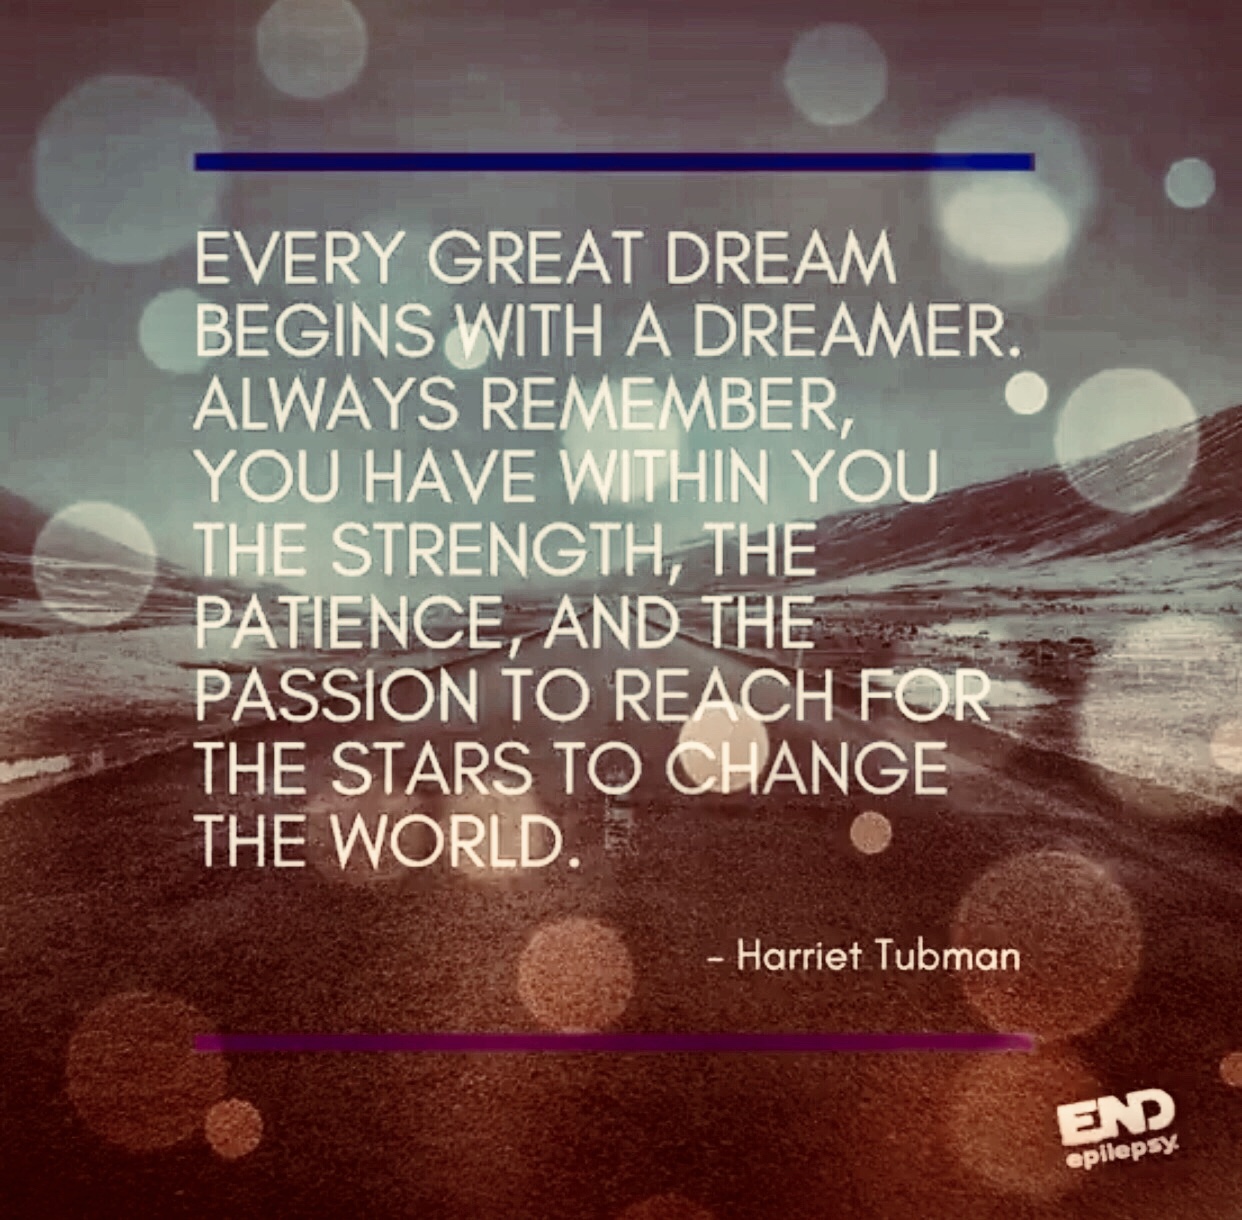 EVERY GREAT DREAM
BEGINS WITH A DREAMER.
ALWAYS REMEMBER,
YOU HAVE WITHIN YOU
THE STRENGTH, THE
PATIENCE, AND THE
PASSION TO REACH FOR
THE STARS TO CHANGE
THE WORLD.
– Harriet Tubman
END
epilepsy.